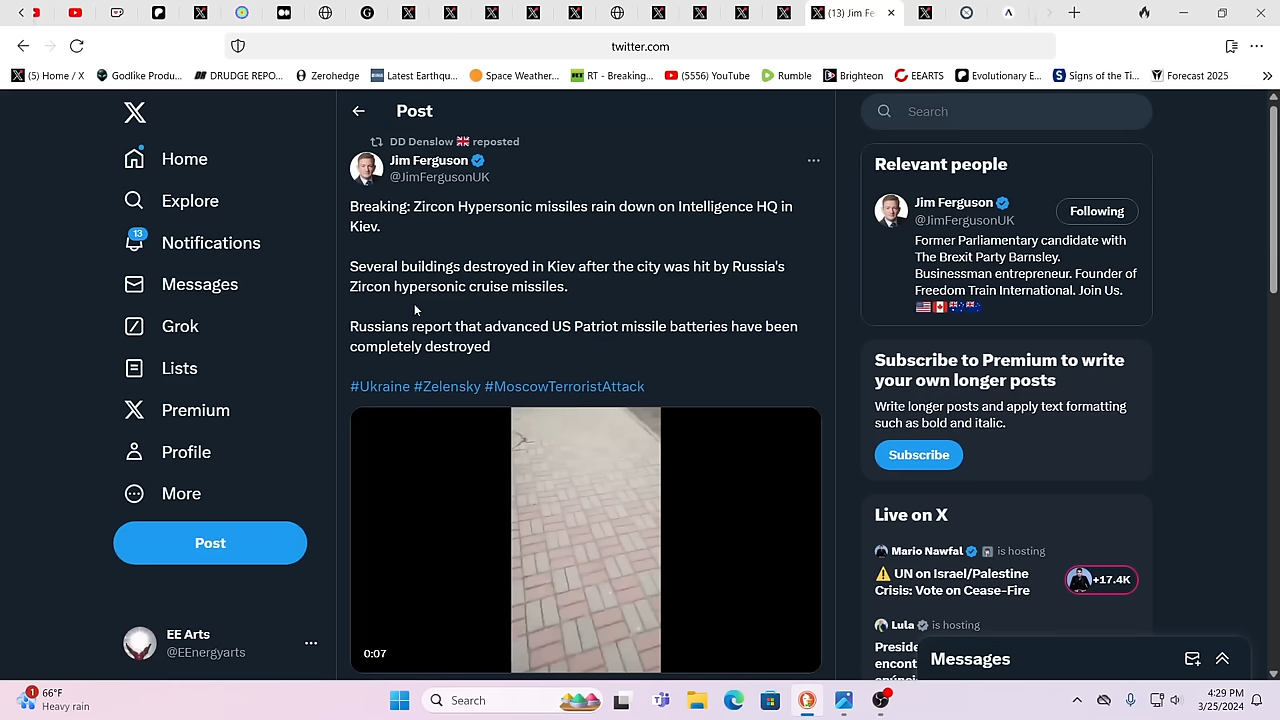 (13) Jim Fe
twitter.com
(5) Home / X
Godlike Produ...
DRUDGE REPO...
Zerohedge
Latest Earthqu...
Space Weather...
RT - Breaking...
(5556) YouTube
Rumble
Brighteon
EEARTS
Evolutionary E...
Signs of the Ti...
Forecast 2025
Home
Explore
13
Notifications
Messages
Grok
Lists
Premium
Profile
More
Post
EE Arts
@EEnergyarts
Post
DD Denslow 🇬🇧 reposted
Jim Ferguson
@JimFergusonUK
Breaking: Zircon Hypersonic missiles rain down on Intelligence HQ in
Kiev.
Several buildings destroyed in Kiev after the city was hit by Russia's
Zircon hypersonic cruise missiles.
Russians report that advanced US Patriot missile batteries have been
completely destroyed
#Ukraine #Zelensky #MoscowTerroristAttack
0:07
Search
Relevant people
Jim Ferguson
@JimFergusonUK
Following
Former Parliamentary candidate with
The Brexit Party Barnsley.
Businessman entrepreneur. Founder of
Freedom Train International. Join Us.
Subscribe to Premium to write
your own longer posts
Write longer posts and apply text formatting
such as bold and italic.
Subscribe
Live on X
Mario Nawfal is hosting
⚠️ UN on Israel/Palestine
Crisis: Vote on Cease-Fire
+17.4K
Lula is hosting
Preside
encont
Messages
1
66°F
Heavy rain
Search
4:29 PM
3/25/2024